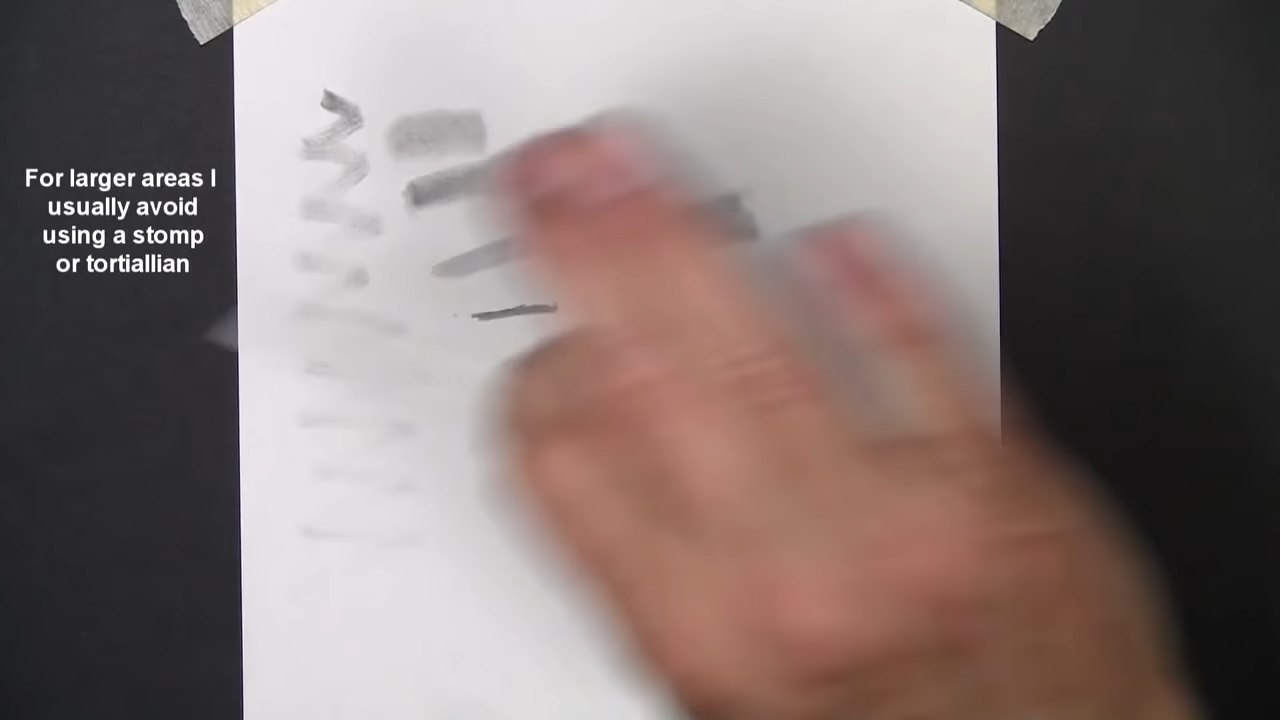 For larger areas I
usually avoid
using a stomp
or tortiallian